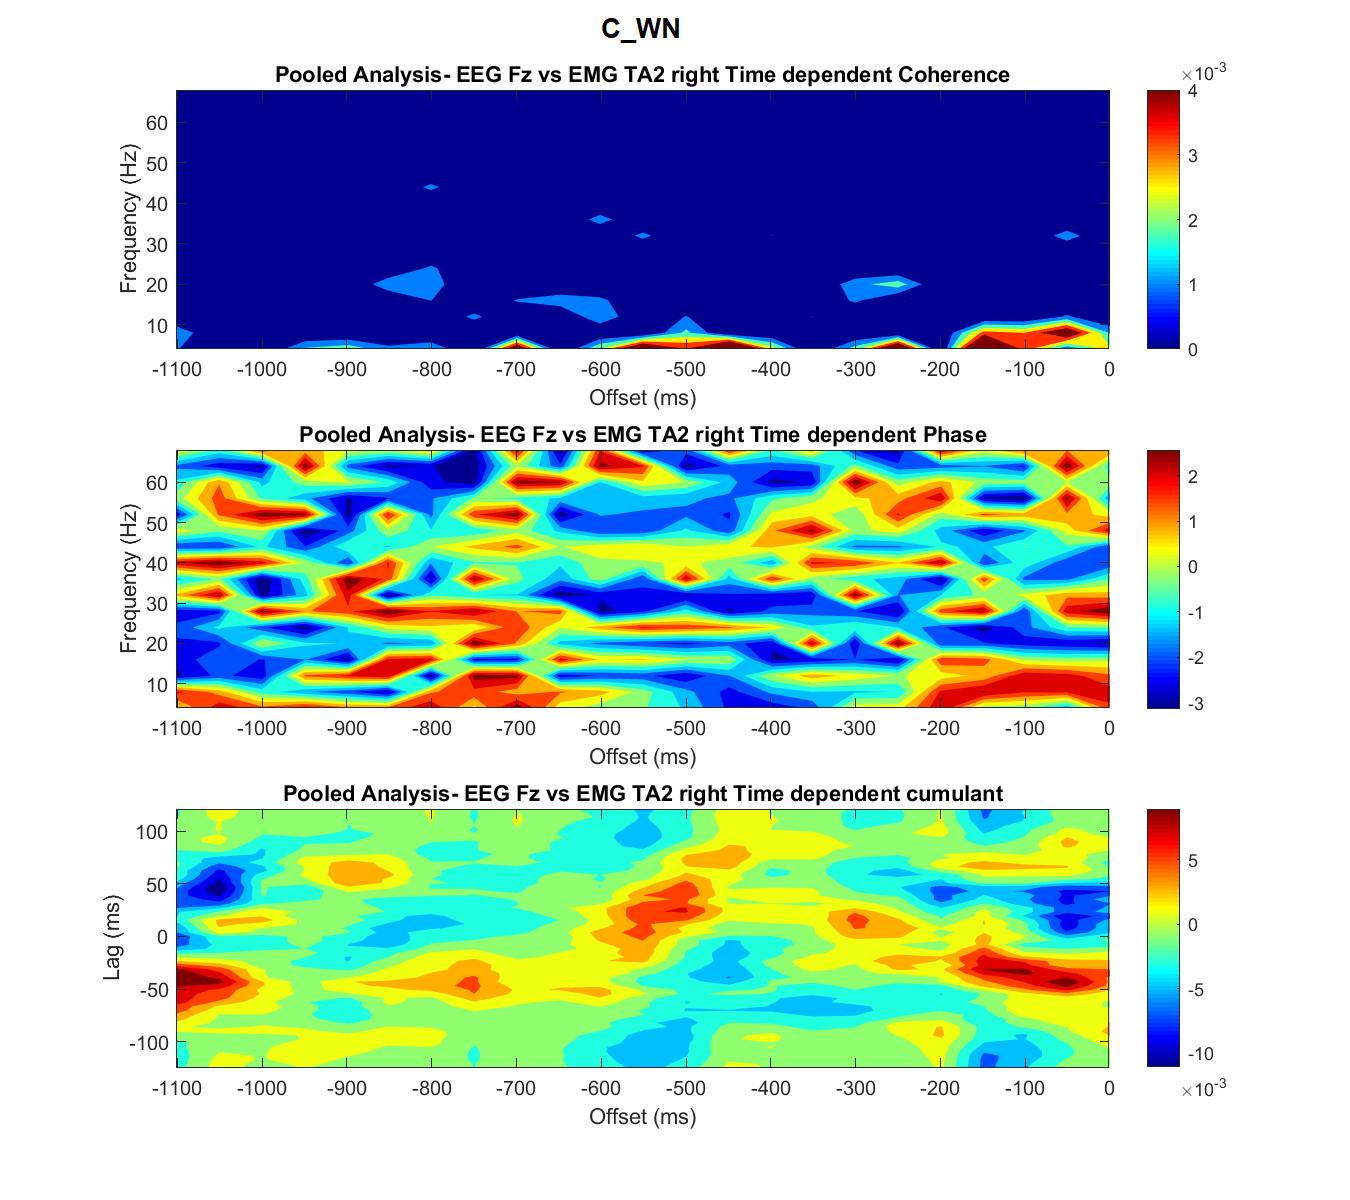 C_WN
Pooled Analysis- EEG Fz vs EMG TA2 right Time dependent Coherence
×10-3
Frequency (Hz)
60
50
40
30
20
10
-1100 -1000 -900 -800 -700 -600 -500 -400 -300 -200 -100 0
Offset (ms)
4
3
2
1
0
Pooled Analysis- EEG Fz vs EMG TA2 right Time dependent Phase
Frequency (Hz)
60
50
40
30
20
10
-1100 -1000 -900 -800 -700 -600 -500 -400 -300 -200 -100 0
Offset (ms)
2
1
0
-1
-2
-3
Pooled Analysis- EEG Fz vs EMG TA2 right Time dependent cumulant
Lag (ms)
100
50
0
-50
-100
-1100 -1000 -900 -800 -700 -600 -500 -400 -300 -200 -100 0
Offset (ms)
5
0
-5
-10
×10-3